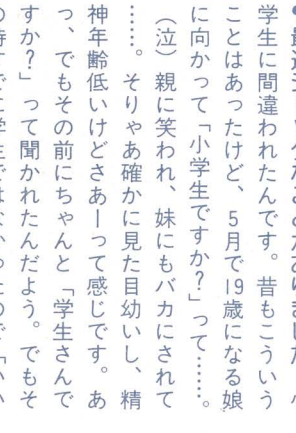 学生に間違われたんです。昔もこういう
ことはあったけど、5月で19歳になる娘
に向かって「小学生ですか？」って……。
（泣）親に笑われ、妹にもバカにされて
……。そりゃあ確かに見た目幼いし、精
神年齢低いけどさあーって感じです。あ
っ、でもその前にちゃんと「学生さんで
すか？」って聞かれたんだよう。でもそ